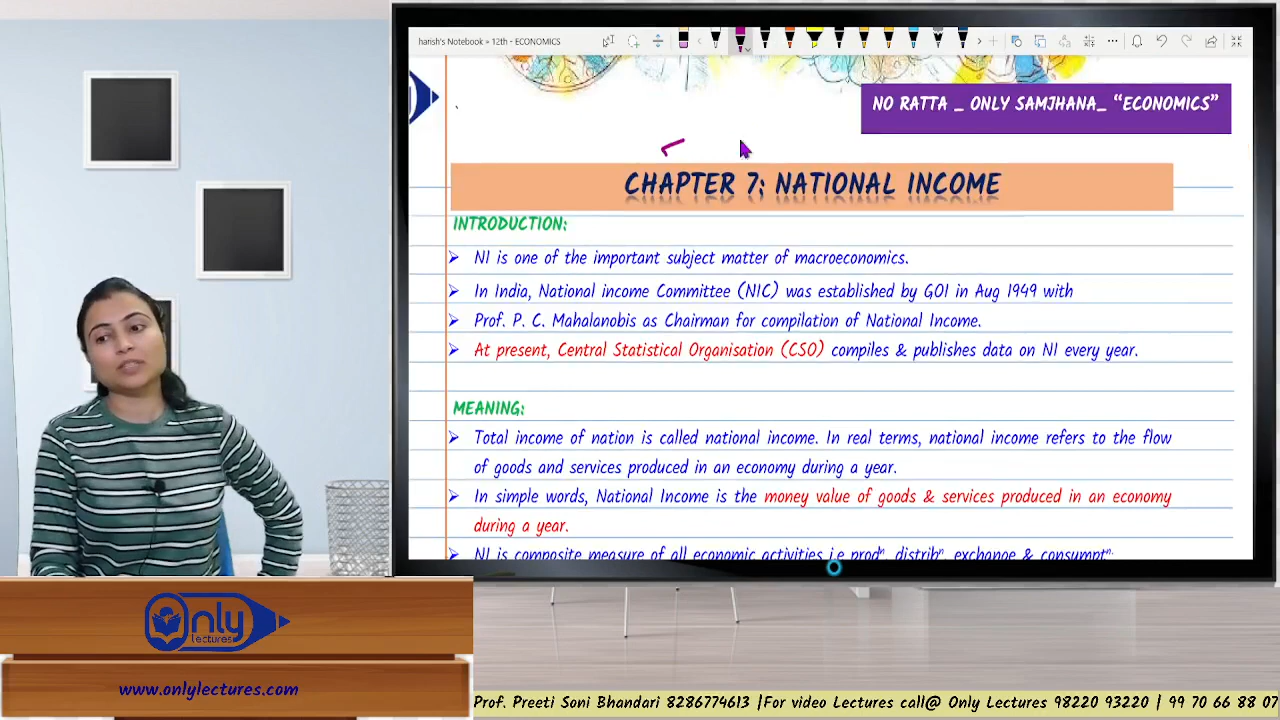 harish's Notebook » 12th - ECONOMICS
NO RATTA _ ONLY SAMJHANA_ “ECONOMICS”
CHAPTER 7: NATIONAL INCOME
INTRODUCTION:
➢ NI is one of the important subject matter of macroeconomics.
➢ In India, National income Committee (NIC) was established by GOI in Aug 1949 with
➢ Prof. P. C. Mahalanobis as Chairman for compilation of National Income.
➢ At present, Central Statistical Organisation (CSO) compiles & publishes data on NI every year.
MEANING:
➢ Total income of nation is called national income. In real terms, national income refers to the flow
of goods and services produced in an economy during a year.
➢ In simple words, National Income is the money value of goods & services produced in an economy
during a year.
➢ NI is composite measure of all economic activities i.e prodⁿ, distribⁿ, exchange & consumptⁿ.
Only
lectures
www.onlylectures.com
Prof. Preeti Soni Bhandari 8286774613 |For video Lectures call@ Only Lectures 98220 93220 | 99 70 66 88 07